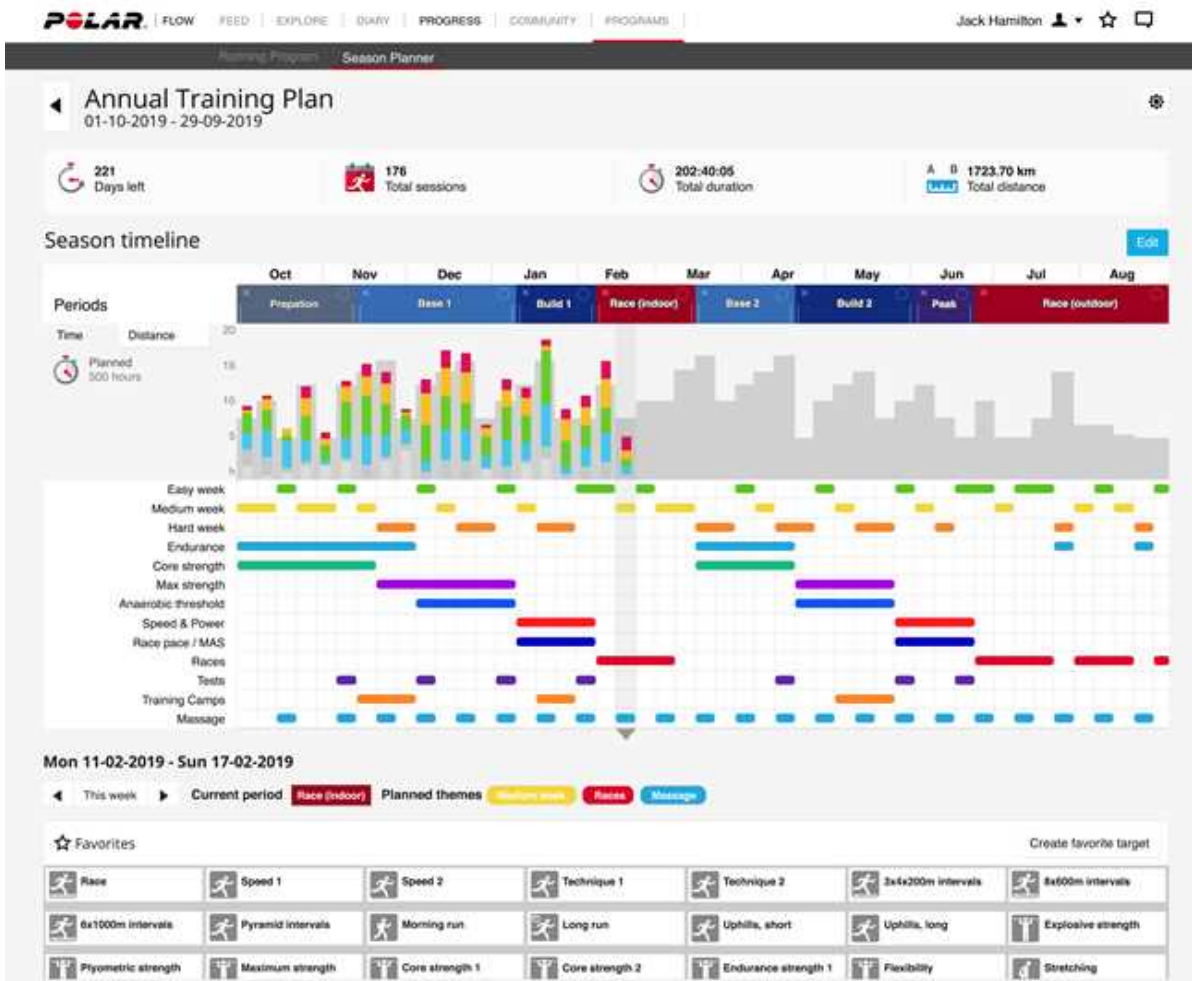 POLAR. FLOW FEED EXPLORE DIARY PROGRESS COMMUNITY PROGRAMS Jack Hamilton
Running Program Season Planner
Annual Training Plan
01-10-2019 - 29-09-2019
221 Days left
176 Total sessions
202:40:05 Total duration
A B 1723.70 km Total distance
Season timeline Edit
Oct Nov Dec Jan Feb Mar Apr May Jun Jul Aug
Periods Prepation Base 1 Build 1 Race (indoor) Base 2 Build 2 Peak Race (outdoor)
Time Distance
Planned
500 hours
20
15
10
5
h
Easy week
Medium week
Hard week
Endurance
Core strength
Max strength
Anaerobic threshold
Speed & Power
Race pace / MAS
Races
Tests
Training Camps
Massage
Mon 11-02-2019 - Sun 17-02-2019
This week Current period Race (indoor) Planned themes Medium week Races Massage
Favorites Create favorite target
Race Speed 1 Speed 2 Technique 1 Technique 2 3x4x200m intervals 8x600m intervals
6x1000m intervals Pyramid intervals Morning run Long run Uphills, short Uphills, long Explosive strength
Plyometric strength Maximum strength Core strength 1 Core strength 2 Endurance strength 1 Flexibility Stretching